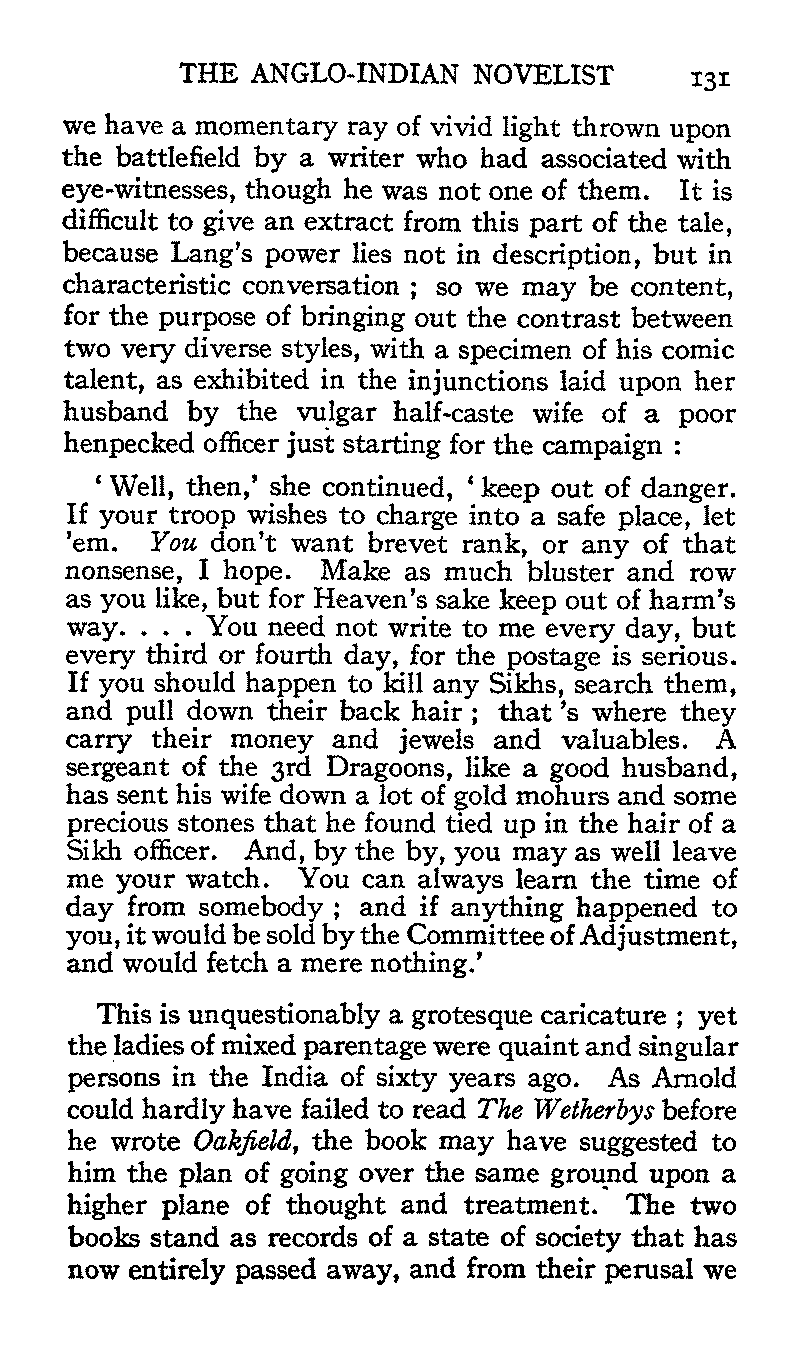 THE ANGLO-INDIAN NOVELIST 131
we have a momentary ray of vivid light thrown upon
the battlefield by a writer who had associated with
eye-witnesses, though he was not one of them. It is
difficult to give an extract from this part of the tale,
because Lang's power lies not in description, but in
characteristic conversation ; so we may be content,
for the purpose of bringing out the contrast between
two very diverse styles, with a specimen of his comic
talent, as exhibited in the injunctions laid upon her
husband by the vulgar half-caste wife of a poor
henpecked officer just starting for the campaign :
‘ Well, then,’ she continued, ‘ keep out of danger.
If your troop wishes to charge into a safe place, let
’em. You don't want brevet rank, or any of that
nonsense, I hope. Make as much bluster and row
as you like, but for Heaven's sake keep out of harm's
way. . . . You need not write to me every day, but
every third or fourth day, for the postage is serious.
If you should happen to kill any Sikhs, search them,
and pull down their back hair ; that 's where they
carry their money and jewels and valuables. A
sergeant of the 3rd Dragoons, like a good husband,
has sent his wife down a lot of gold mohurs and some
precious stones that he found tied up in the hair of a
Sikh officer. And, by the by, you may as well leave
me your watch. You can always learn the time of
day from somebody ; and if anything happened to
you, it would be sold by the Committee of Adjustment,
and would fetch a mere nothing.’
This is unquestionably a grotesque caricature ; yet
the ladies of mixed parentage were quaint and singular
persons in the India of sixty years ago. As Arnold
could hardly have failed to read The Wetherbys before
he wrote Oakfield, the book may have suggested to
him the plan of going over the same ground upon a
higher plane of thought and treatment. The two
books stand as records of a state of society that has
now entirely passed away, and from their perusal we